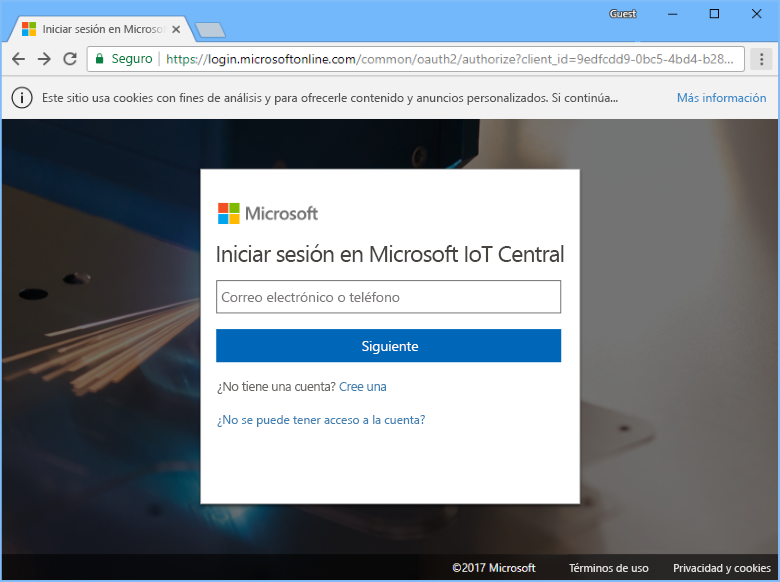 Guest
Iniciar sesión en Microsof
Seguro
https://login.microsoftonline.com/common/oauth2/authorize?client_id=9edfcdd9-0bc5-4bd4-b28...
Este sitio usa cookies con fines de análisis y para ofrecerle contenido y anuncios personalizados. Si continúa...
Más información
Microsoft
Iniciar sesión en Microsoft IoT Central
Correo electrónico o teléfono
Siguiente
¿No tiene una cuenta? Cree una
¿No se puede tener acceso a la cuenta?
©2017 Microsoft
Términos de uso
Privacidad y cookies